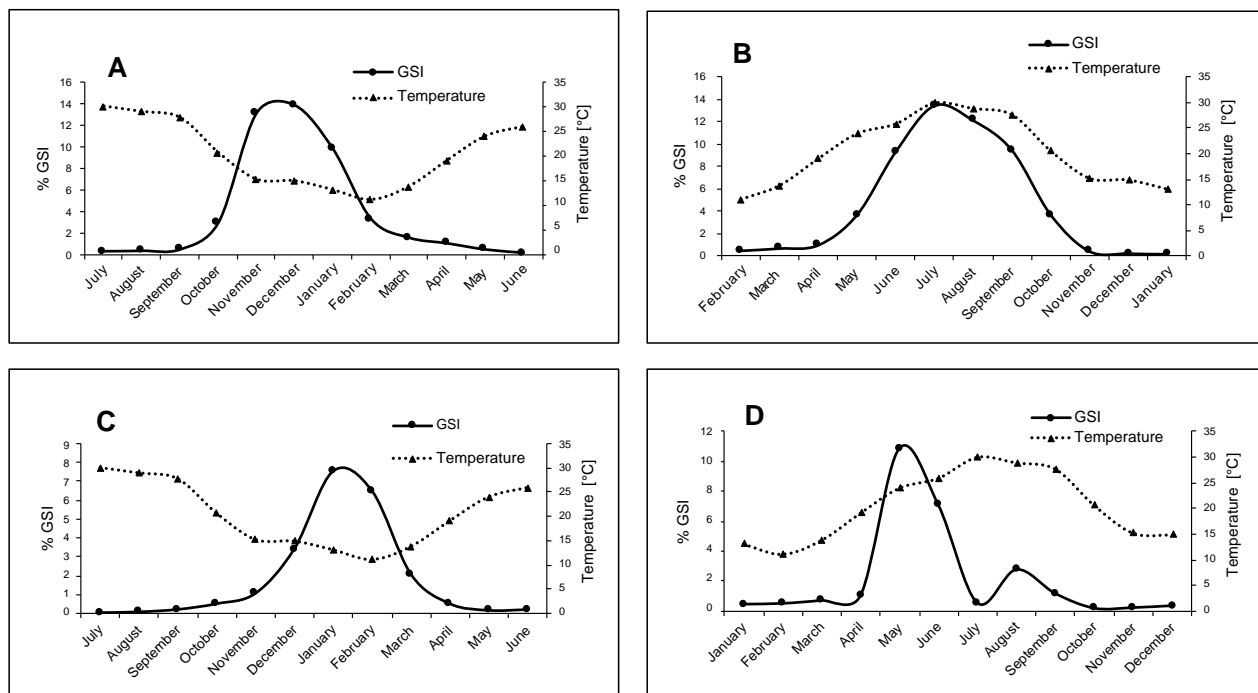 A
GSI
Temperature
% GSI
16
14
12
10
8
6
4
2
0
35
30
25
20
15
10
5
0
Temperature [°C]
July
August
September
October
November
December
January
February
March
April
May
June
B
GSI
Temperature
% GSI
16
14
12
10
8
6
4
2
0
35
30
25
20
15
10
5
0
Temperature [°C]
February
March
April
May
June
July
August
September
October
November
December
January
C
GSI
Temperature
% GSI
9
8
7
6
5
4
3
2
1
0
35
30
25
20
15
10
5
0
Temperature [°C]
July
August
September
October
November
December
January
February
March
April
May
June
D
GSI
Temperature
% GSI
12
10
8
6
4
2
0
35
30
25
20
15
10
5
0
Temperature [°C]
January
February
March
April
May
June
July
August
September
October
November
December